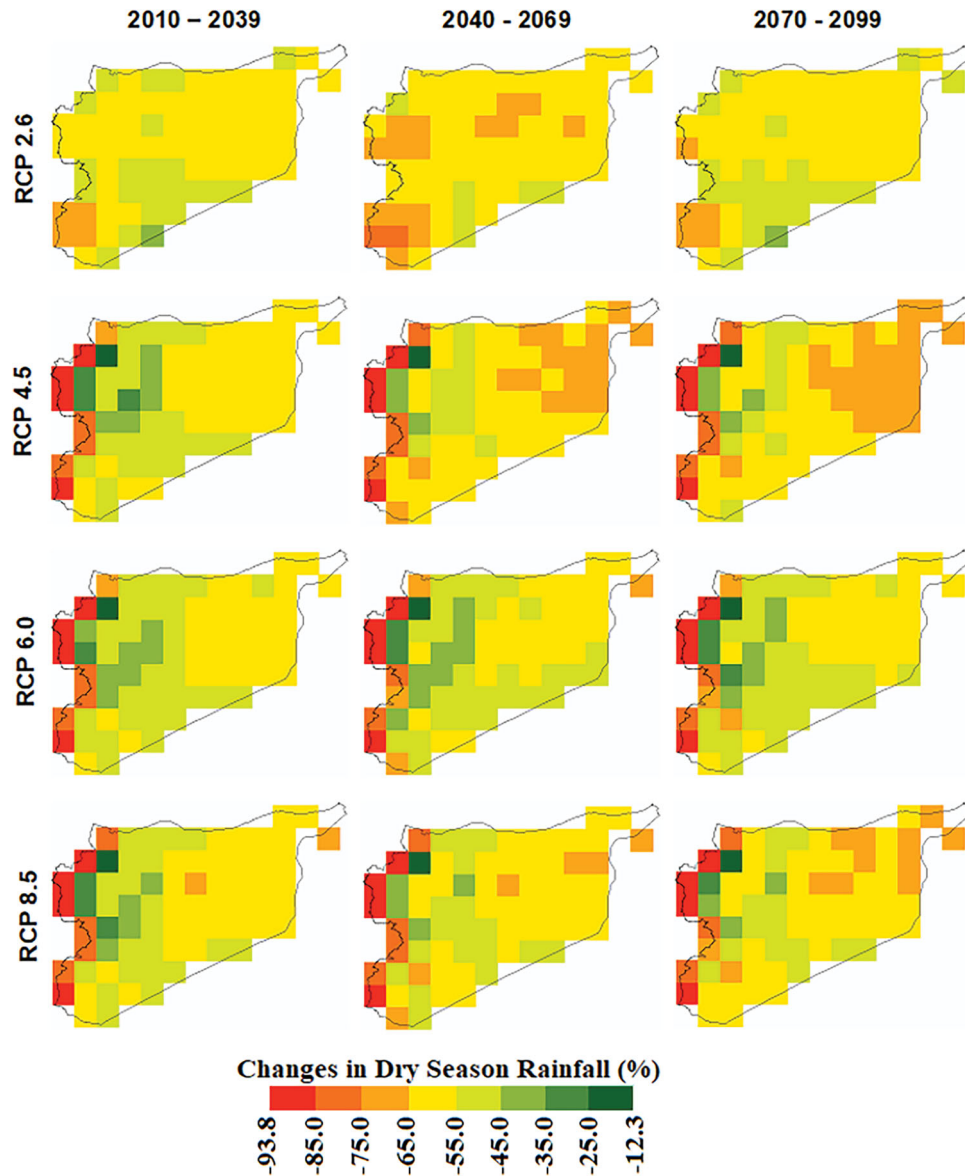 2010 – 2039
2040 - 2069
2070 - 2099
RCP 2.6
RCP 4.5
RCP 6.0
RCP 8.5
Changes in Dry Season Rainfall (%)
-93.8
-85.0
-75.0
-65.0
-55.0
-45.0
-35.0
-25.0
-12.3